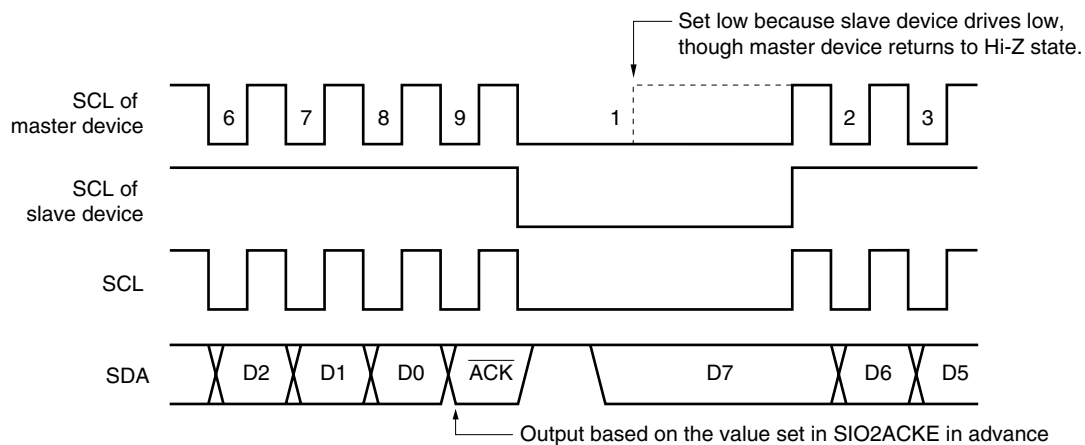 Set low because slave device drives low,
though master device returns to Hi-Z state.
SCL of
master device
6 7 8 9 1 2 3
SCL of
slave device
SCL
SDA
D2 D1 D0 ACK D7 D6 D5
Output based on the value set in SIO2ACKE in advance